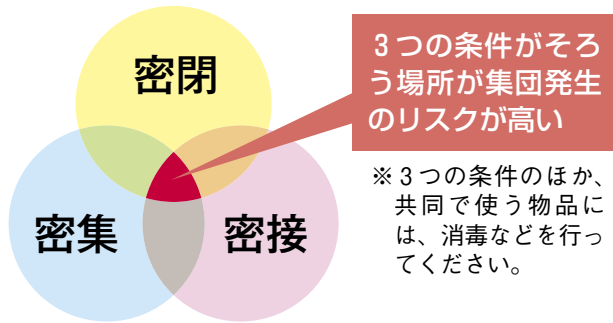 密閉
密集
密接
3つの条件がそろ
う場所が集団発生
のリスクが高い
※3つの条件のほか、
共同で使う物品に
は、消毒などを行っ
てください。